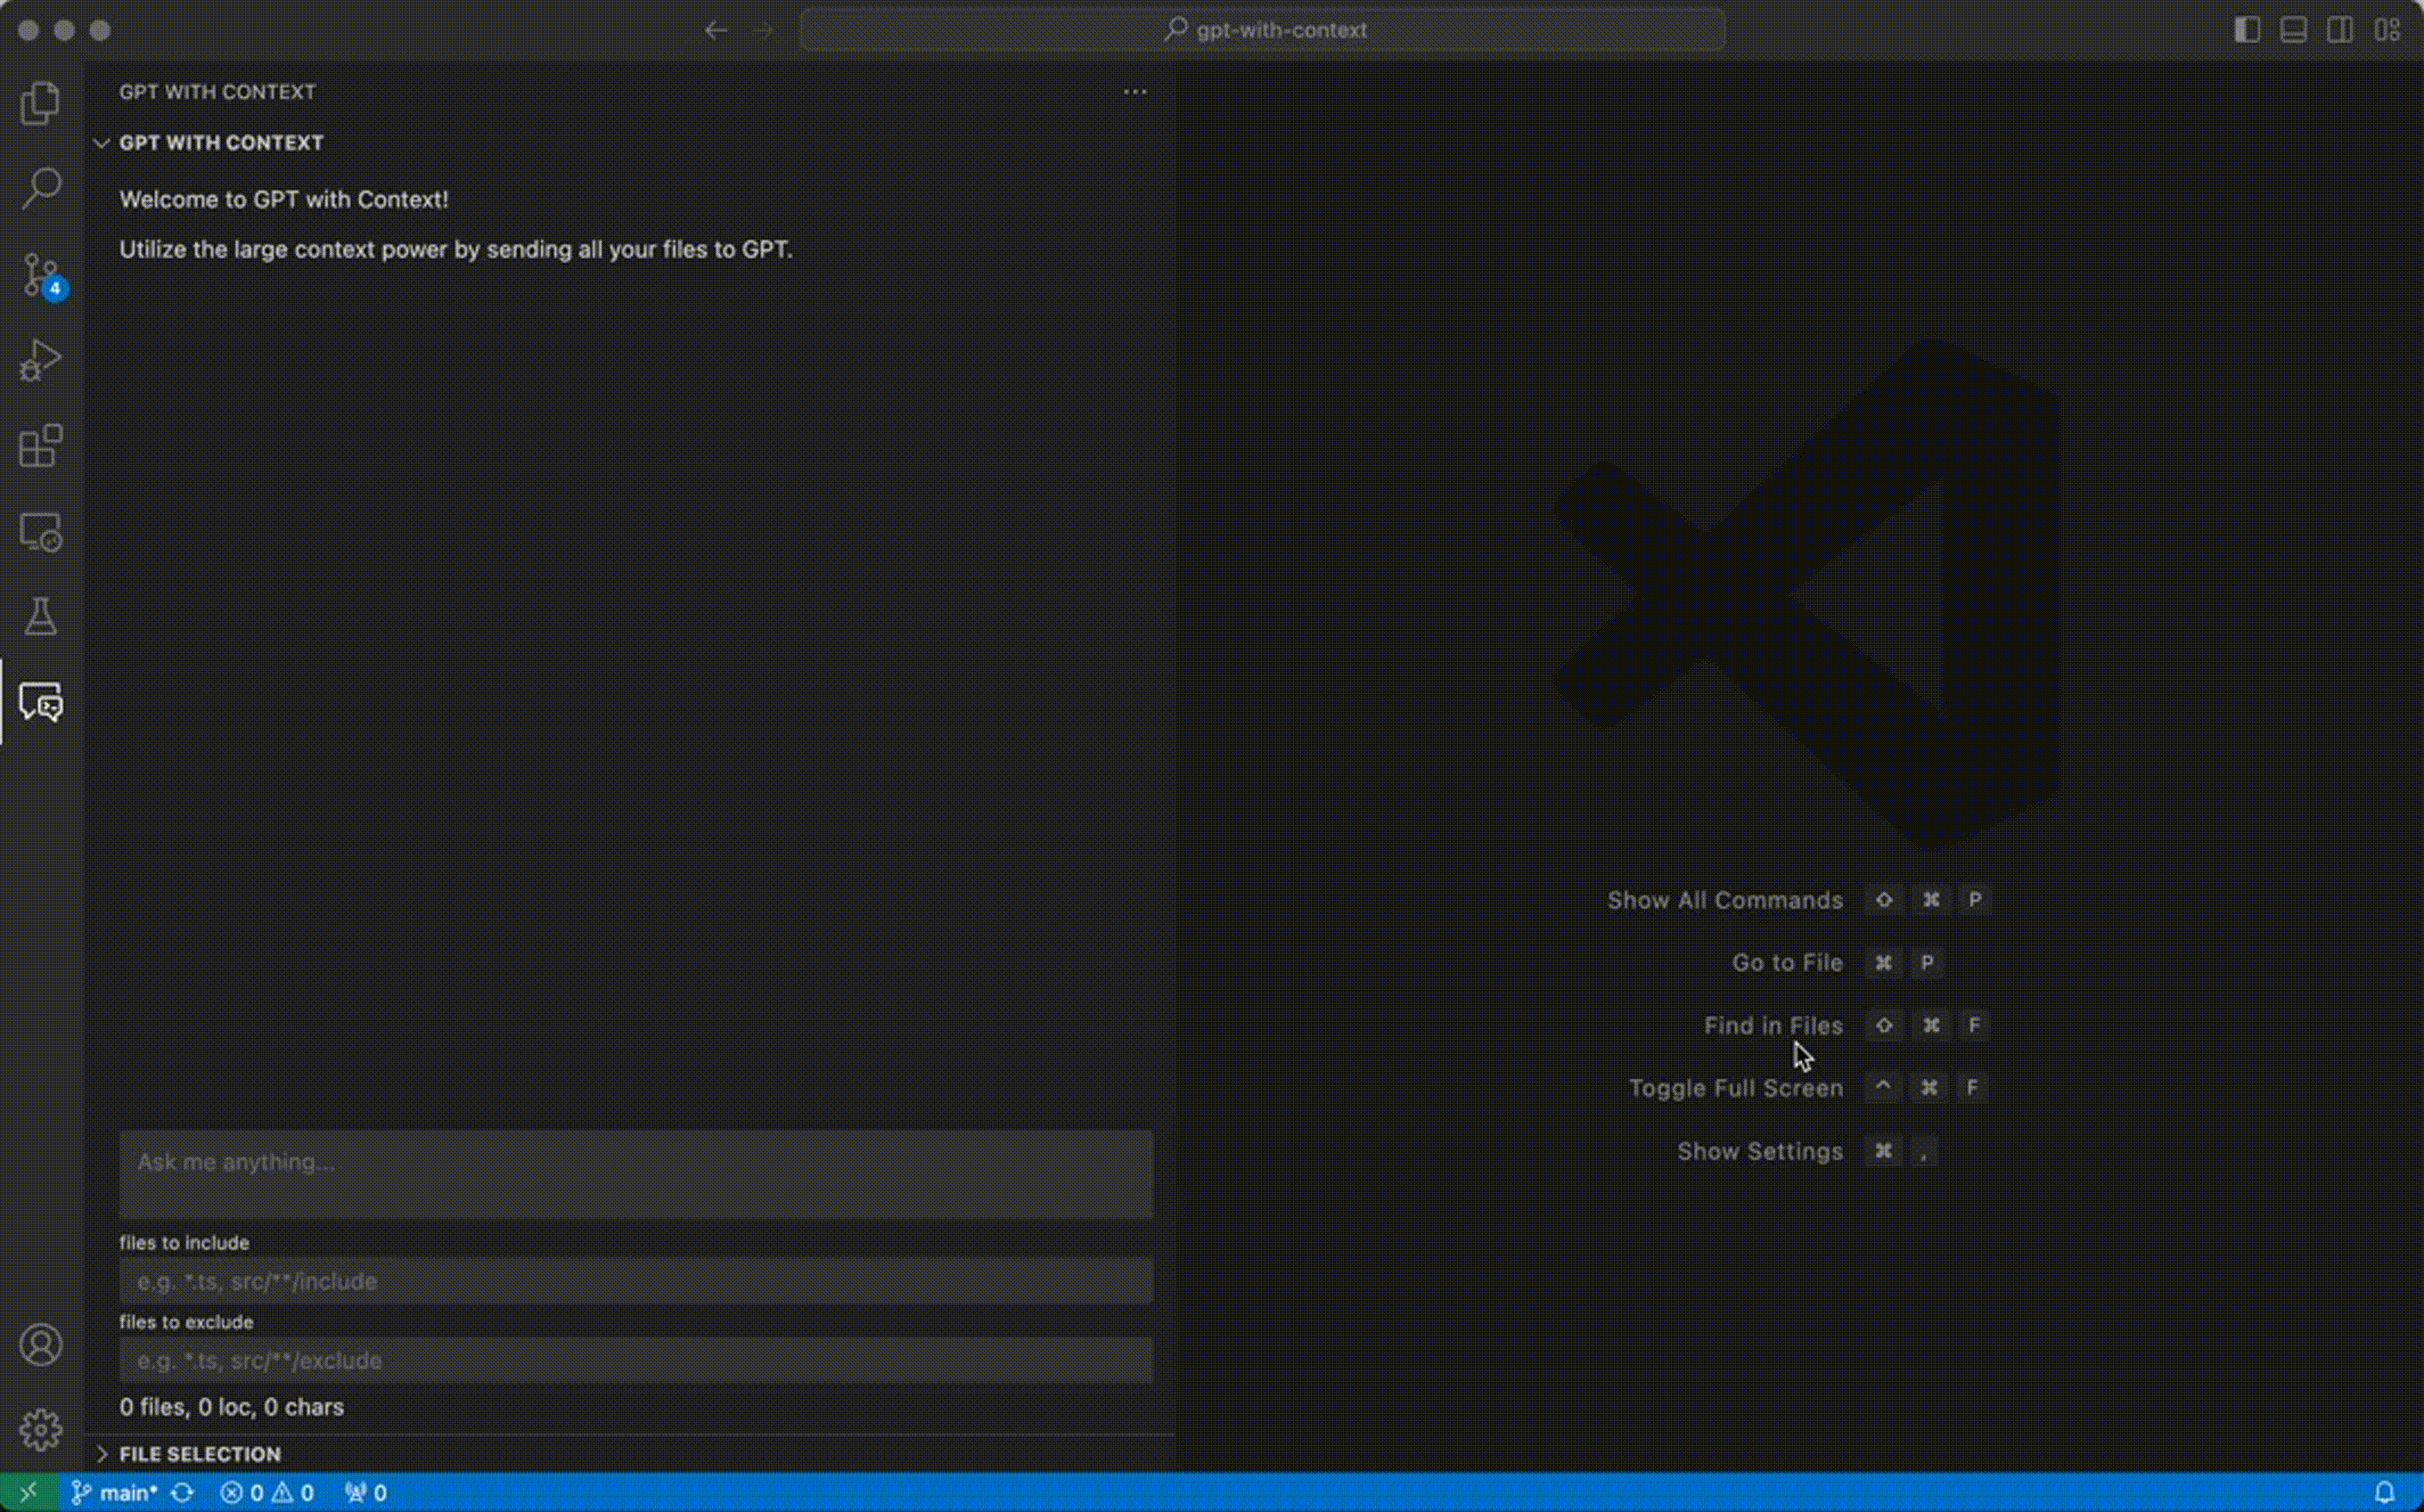 gpt-with-context
GPT WITH CONTEXT
GPT WITH CONTEXT
Welcome to GPT with Context!
Utilize the large context power by sending all your files to GPT.
4
Show All Commands ⇧ ⌘ P
Go to File ⌘ P
Find in Files ⇧ ⌘ F
Toggle Full Screen ^ ⌘ F
Show Settings ⌘ ,
Ask me anything...
files to include
e.g. *.ts, src/**/include
files to exclude
e.g. *.ts, src/**/exclude
0 files, 0 loc, 0 chars
FILE SELECTION
main* 0 0 0